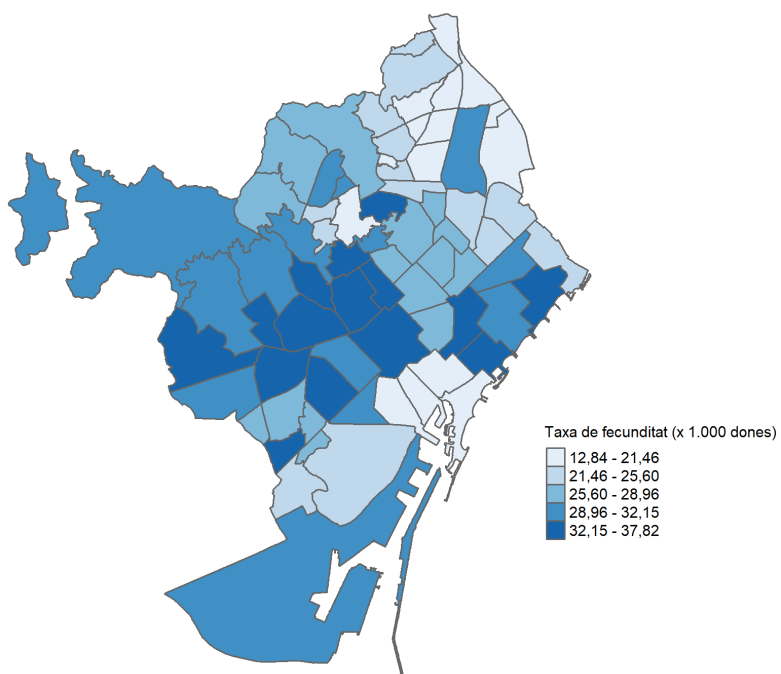 Taxa de fecunditat (x 1.000 dones)
12,84 - 21,46
21,46 - 25,60
25,60 - 28,96
28,96 - 32,15
32,15 - 37,82